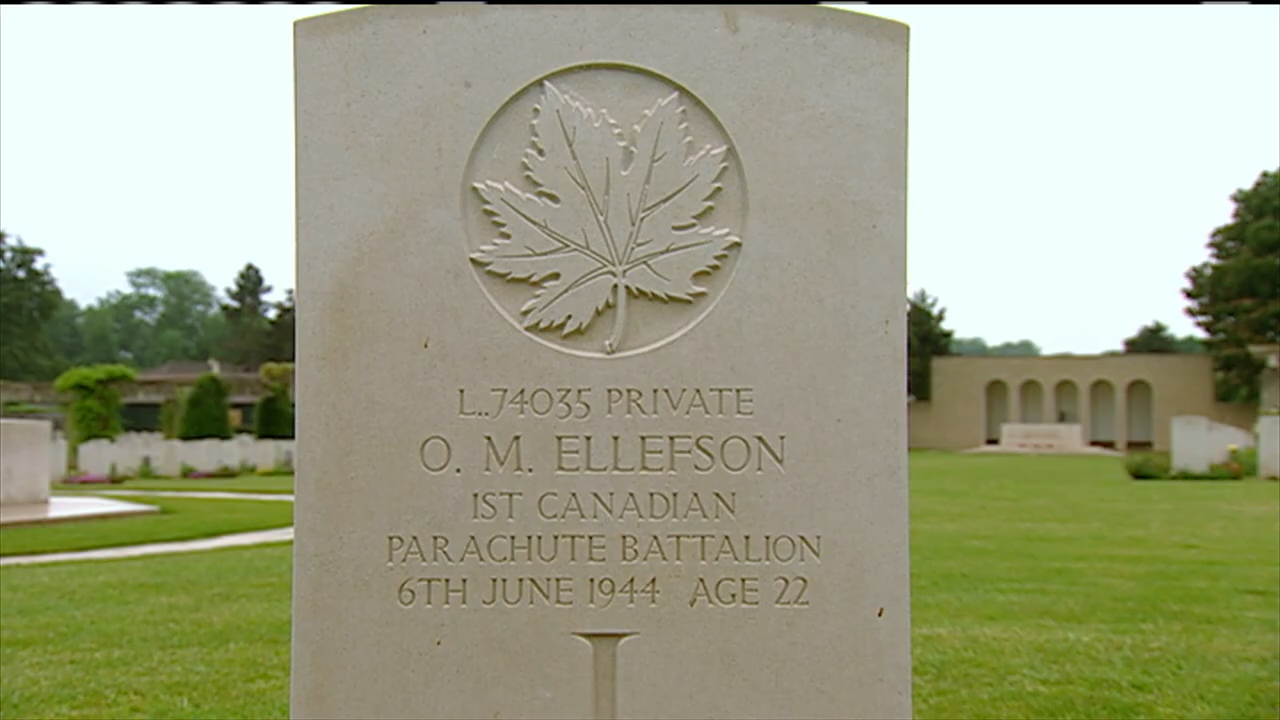 L..74035 PRIVATE
O. M. ELLEFSON
1ST CANADIAN
PARACHUTE BATTALION
6TH JUNE 1944 AGE 22